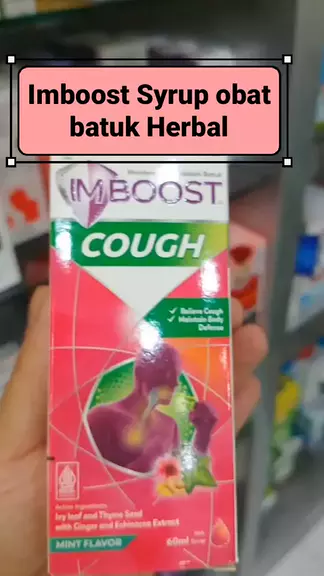 Imboost Syrup obat
batuk Herbal
IMBOOST
COUGH
Relieve Cough
Maintain Body
Defense
Active Ingredients:
Ivy leaf and Thyme Seed
with Ginger and Echinacea Extract
MINT FLAVOR
60ml